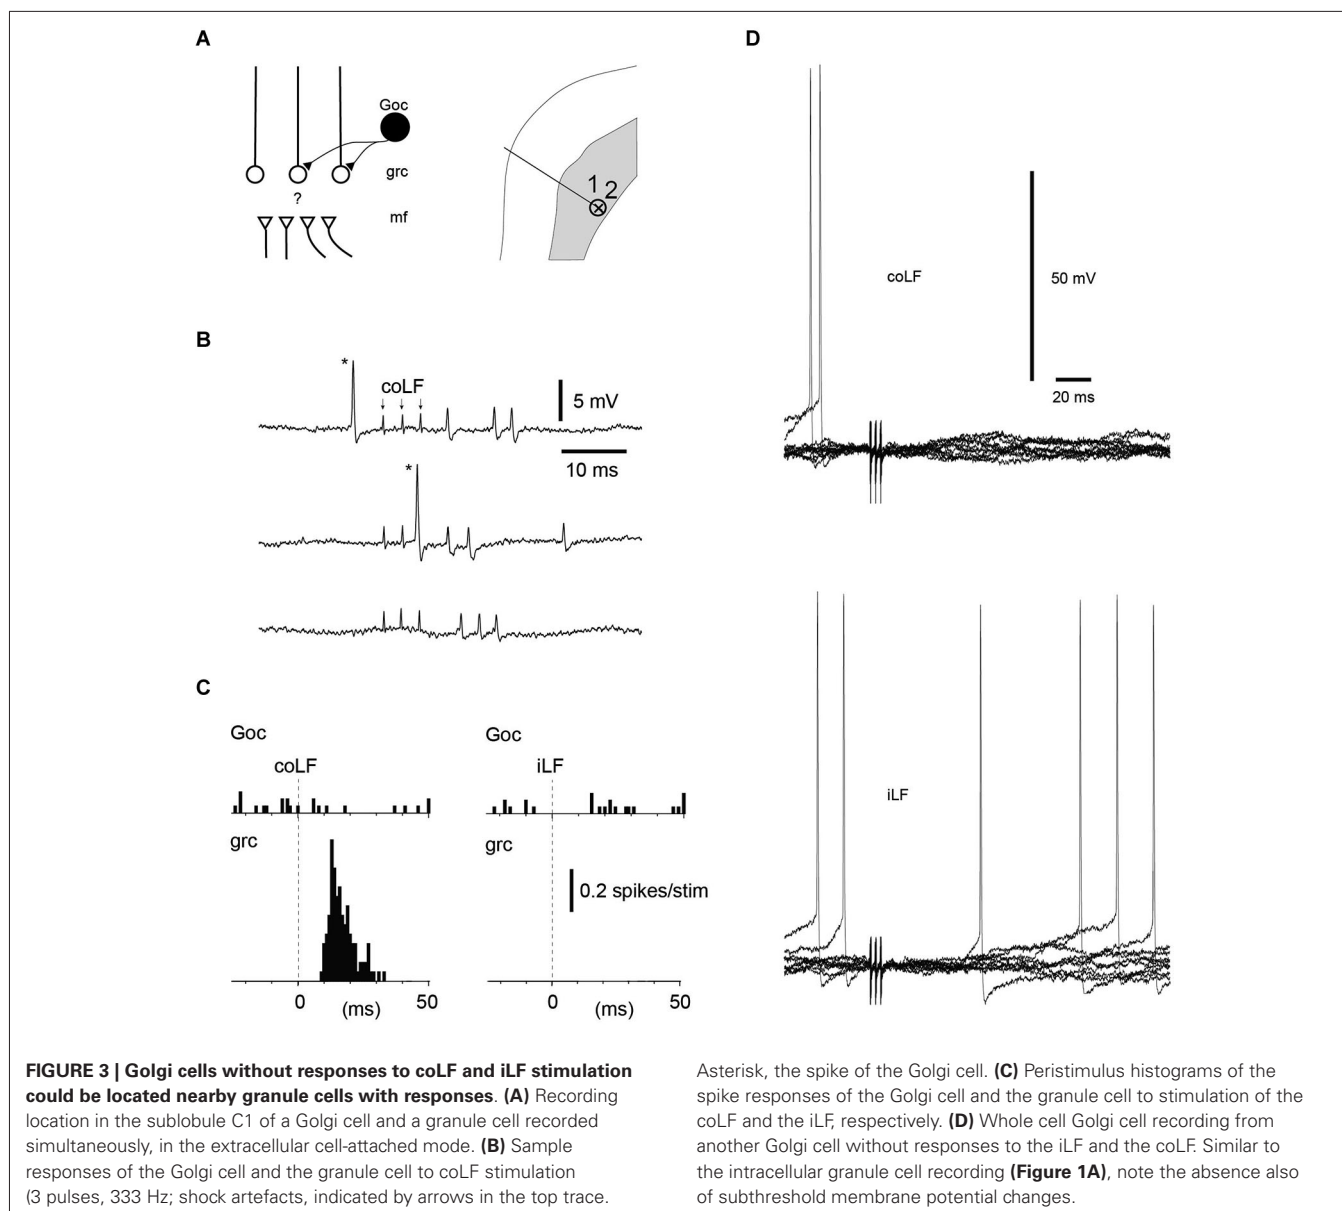 A
Goc
grc
?
mf
1 2
B
*
coLF
5 mV
10 ms
*
C
Goc
coLF
grc
0
50
(ms)
Goc
iLF
grc
0.2 spikes/stim
0
50
(ms)
D
coLF
50 mV
20 ms
iLF
FIGURE 3 | Golgi cells without responses to coLF and iLF stimulation
could be located nearby granule cells with responses. (A) Recording
location in the sublobule C1 of a Golgi cell and a granule cell recorded
simultaneously, in the extracellular cell-attached mode. (B) Sample
responses of the Golgi cell and the granule cell to coLF stimulation
(3 pulses, 333 Hz; shock artefacts, indicated by arrows in the top trace.
Asterisk, the spike of the Golgi cell. (C) Peristimulus histograms of the
spike responses of the Golgi cell and the granule cell to stimulation of the
coLF and the iLF, respectively. (D) Whole cell Golgi cell recording from
another Golgi cell without responses to the iLF and the coLF. Similar to
the intracellular granule cell recording (Figure 1A), note the absence also
of subthreshold membrane potential changes.